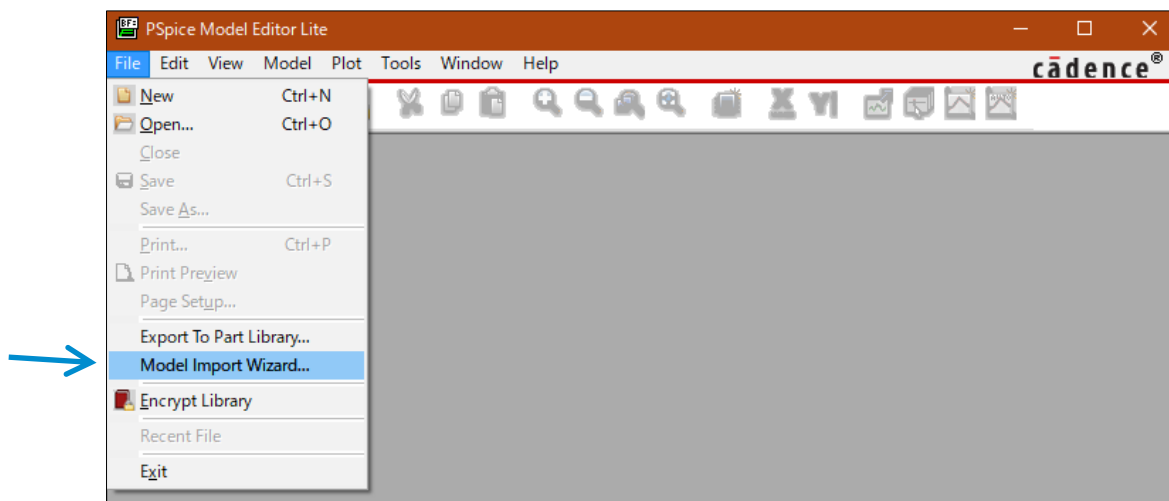 PSpice Model Editor Lite
File Edit View Model Plot Tools Window Help
cādence®
New Ctrl+N
Open... Ctrl+O
Close
Save Ctrl+S
Save As...
Print... Ctrl+P
Print Preview
Page Setup...
Export To Part Library...
Model Import Wizard...
Encrypt Library
Recent File
Exit